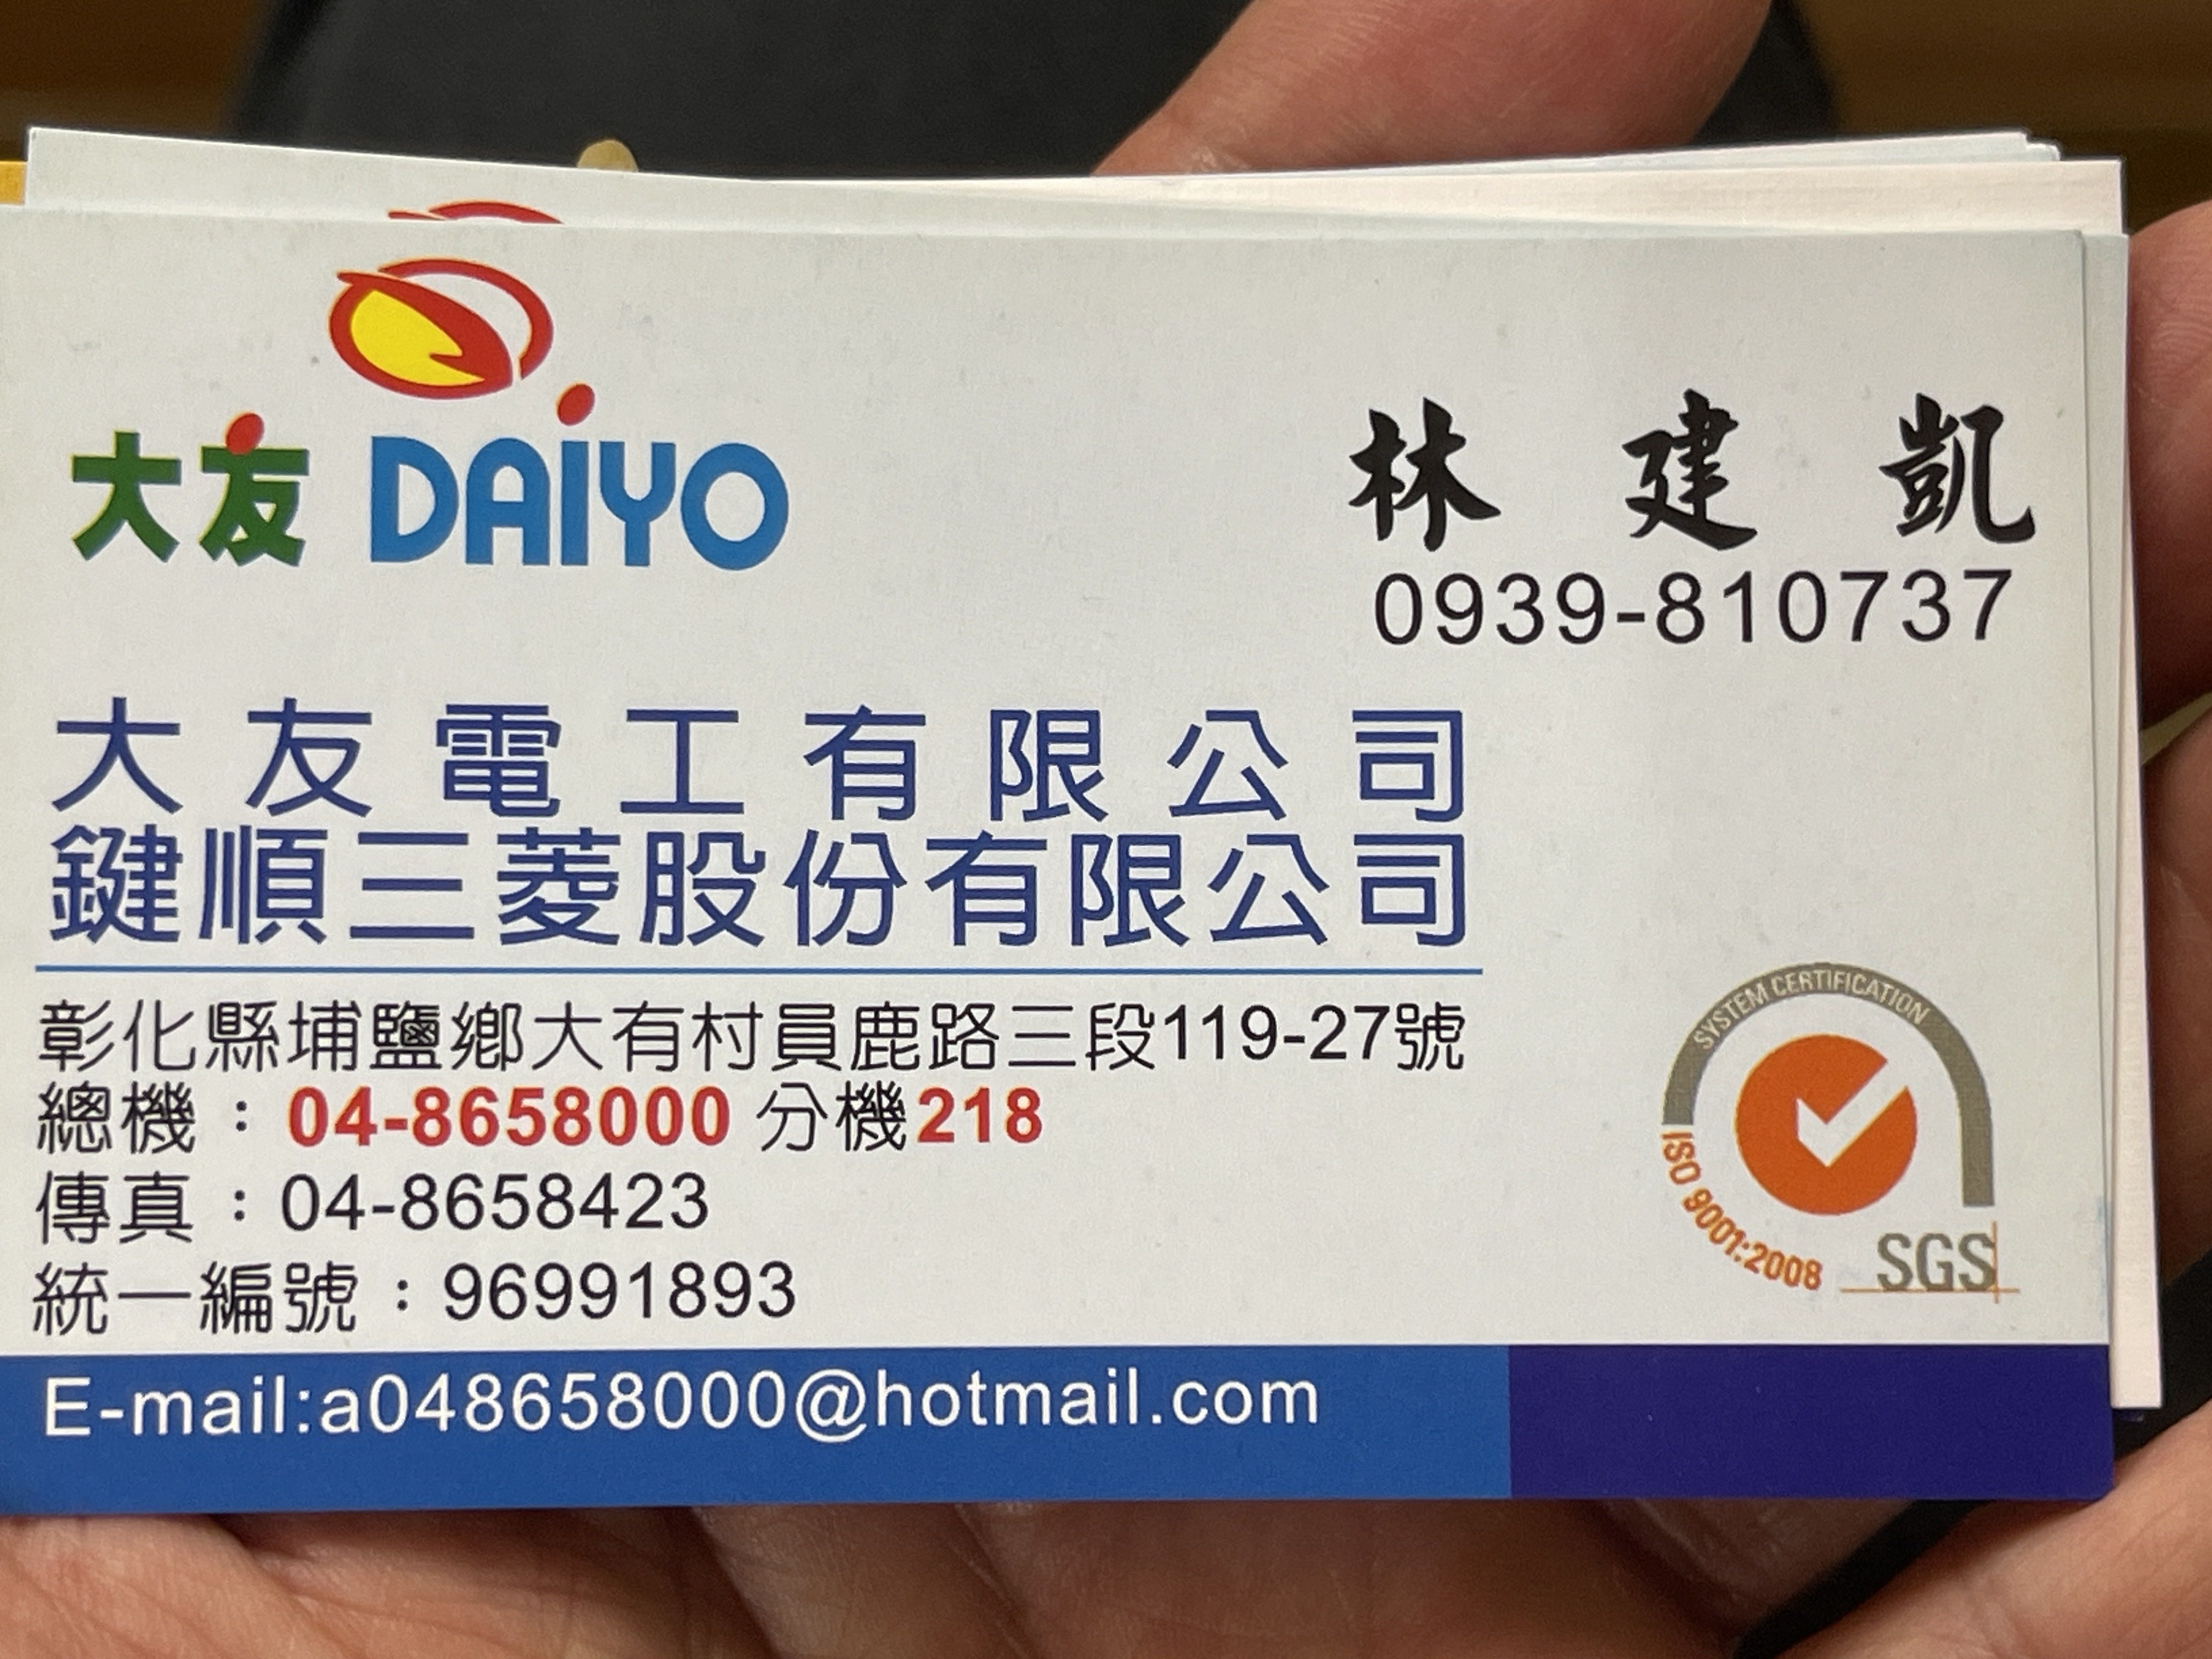 大友 DAIYO
林建凱
0939-810737
大友電工有限公司
鍵順三菱股份有限公司
彰化縣埔鹽鄉大有村員鹿路三段119-27號
總機：04-8658000 分機218
傳真：04-8658423
統一編號：96991893
SYSTEM CERTIFICATION
ISO 9001:2008
SGS
E-mail:a048658000@hotmail.com